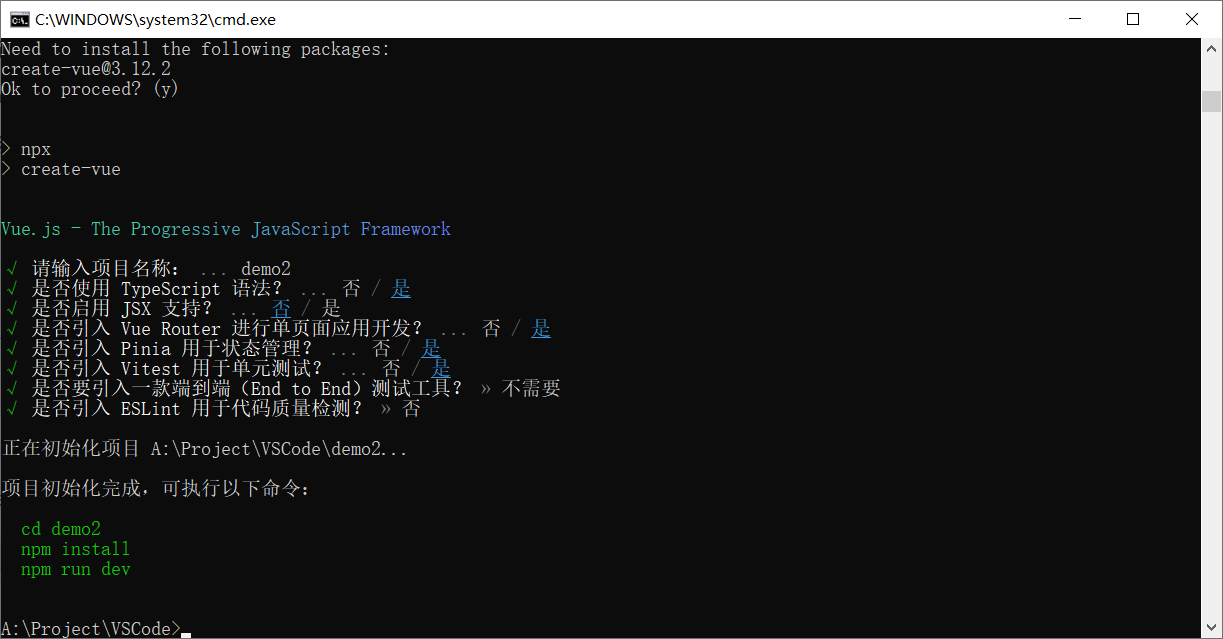 C:\WINDOWS\system32\cmd.exe
Need to install the following packages:
create-vue@3.12.2
Ok to proceed? (y)
> npx
> create-vue
Vue.js - The Progressive JavaScript Framework
√ 请输入项目名称： ... demo2
√ 是否使用 TypeScript 语法？ ... 否 / 是
√ 是否启用 JSX 支持？ ... 否 / 是
√ 是否引入 Vue Router 进行单页面应用开发？ ... 否 / 是
√ 是否引入 Pinia 用于状态管理？ ... 否 / 是
√ 是否引入 Vitest 用于单元测试？ ... 否 / 是
√ 是否要引入一款端到端（End to End）测试工具？ » 不需要
√ 是否引入 ESLint 用于代码质量检测？ » 否
正在初始化项目 A:\Project\VSCode\demo2...
项目初始化完成，可执行以下命令：
cd demo2
npm install
npm run dev
A:\Project\VSCode>